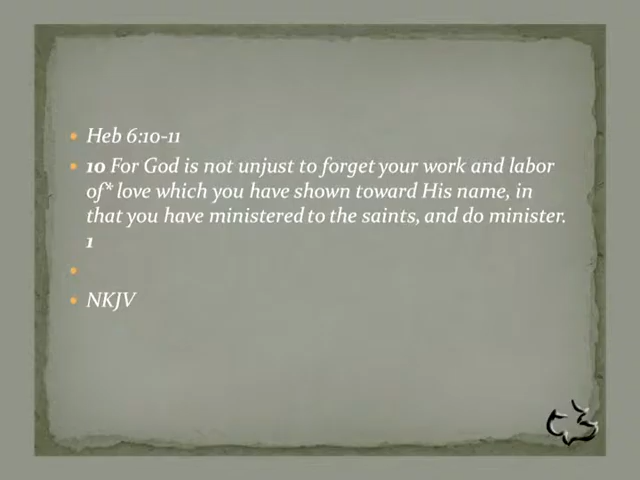 Heb 6:10-11
10 For God is not unjust to forget your work and labor
of* love which you have shown toward His name, in
that you have ministered to the saints, and do minister.
1
NKJV